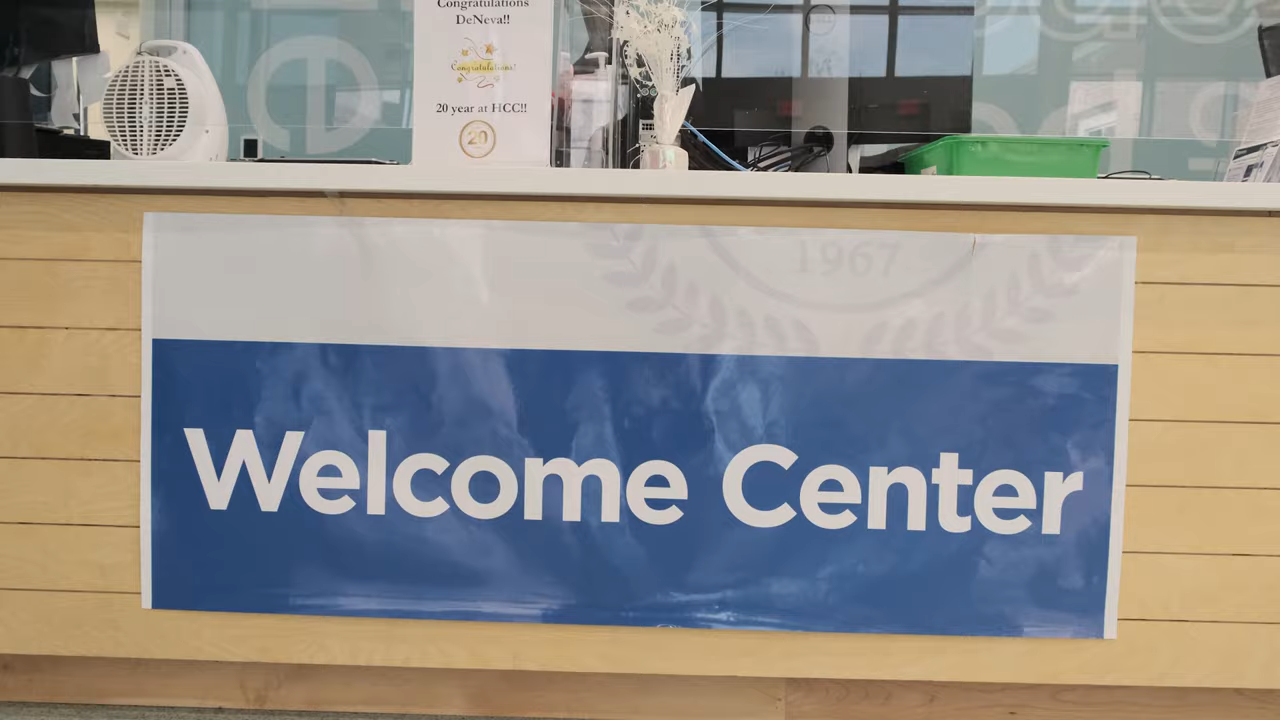 Congratulations
DeNeva!!
Congratulations!
20 year at HCC!!
20
1967
Welcome Center